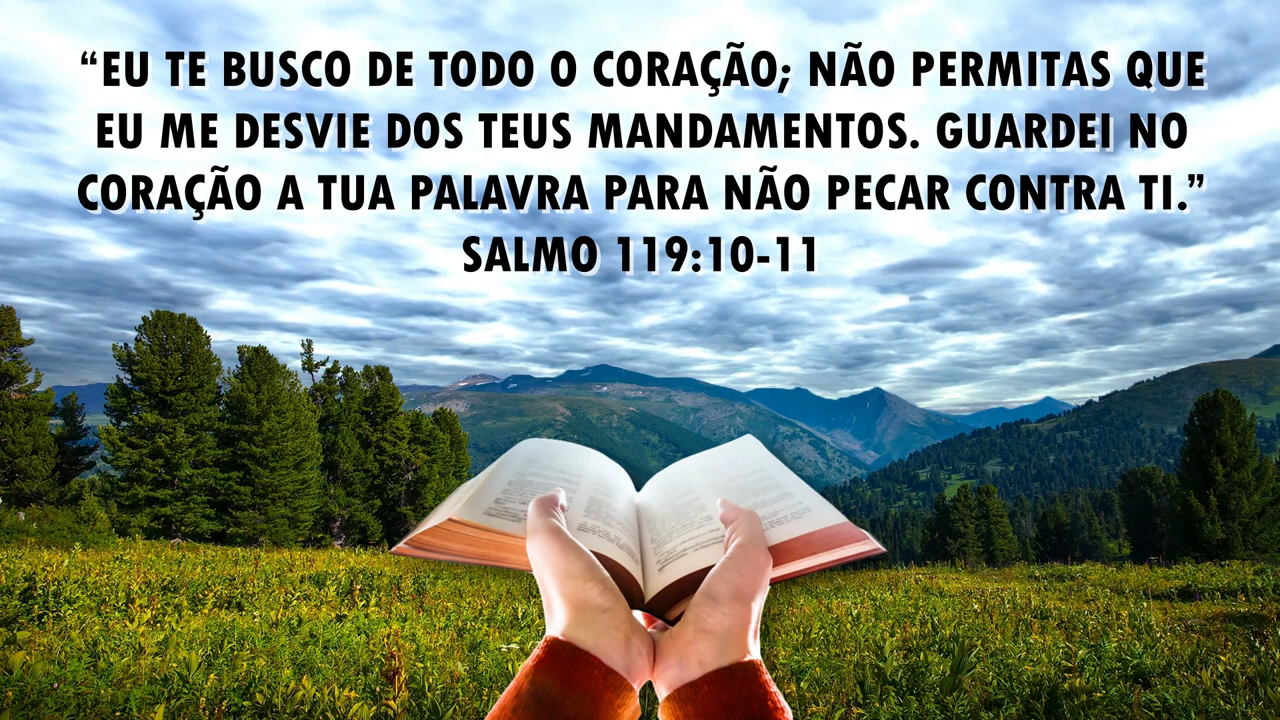 “EU TE BUSCO DE TODO O CORAÇÃO; NÃO PERMITAS QUE
EU ME DESVIE DOS TEUS MANDAMENTOS. GUARDEI NO
CORAÇÃO A TUA PALAVRA PARA NÃO PECAR CONTRA TI.”
SALMO 119:10-11